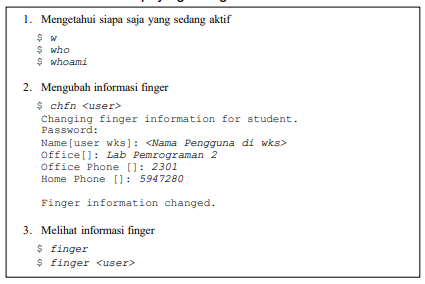 1. Mengetahui siapa saja yang sedang aktif
$ w
$ who
$ whoami
2. Mengubah informasi finger
$ chfn <user>
Changing finger information for student.
Password:
Name[user wks]: <Nama Pengguna di wks>
Office[]: Lab Pemrograman 2
Office Phone []: 2301
Home Phone []: 5947280
Finger information changed.
3. Melihat informasi finger
$ finger
$ finger <user>